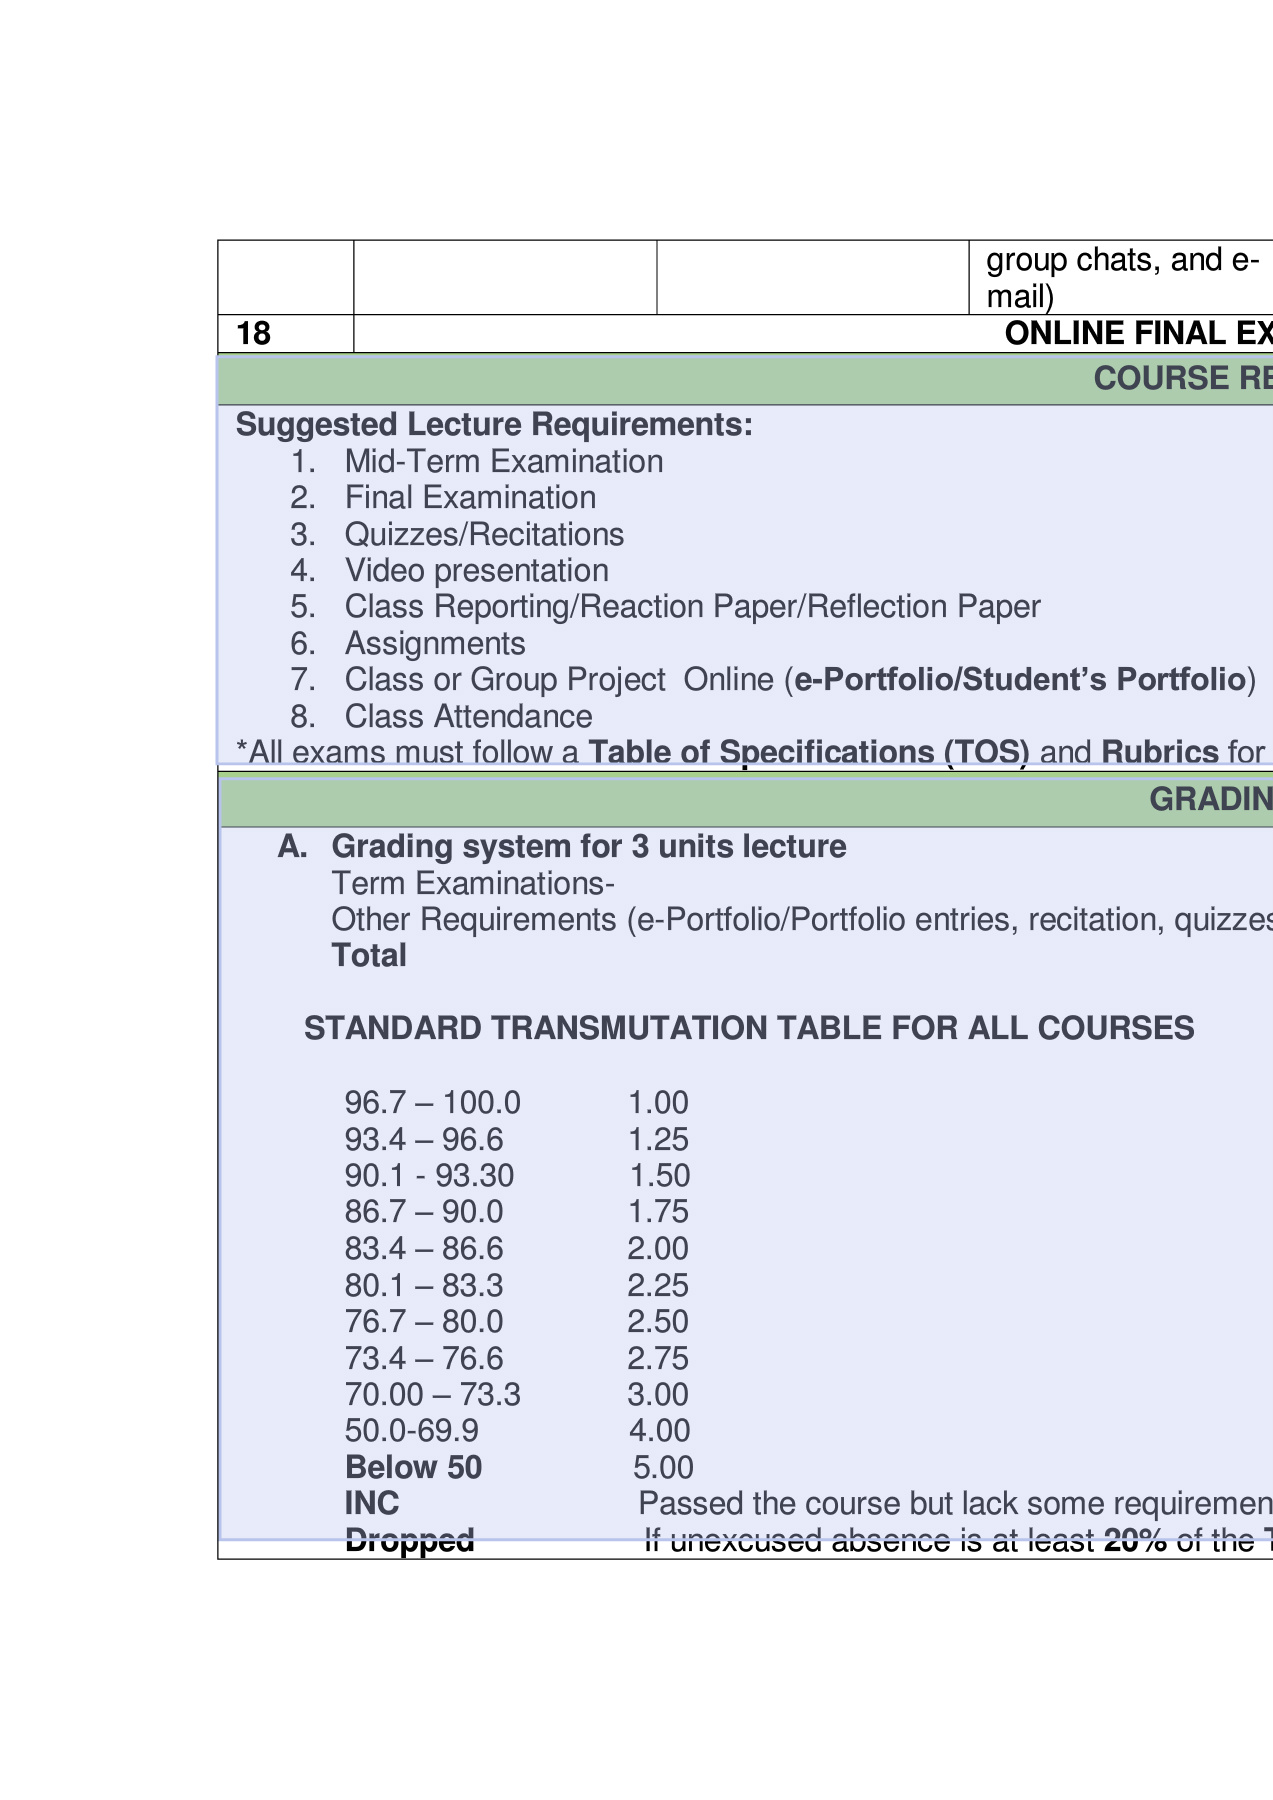 group chats, and e-
mail)
18 ONLINE FINAL EX
COURSE RE
Suggested Lecture Requirements:
1. Mid-Term Examination
2. Final Examination
3. Quizzes/Recitations
4. Video presentation
5. Class Reporting/Reaction Paper/Reflection Paper
6. Assignments
7. Class or Group Project  Online (e-Portfolio/Student’s Portfolio)
8. Class Attendance
*All exams must follow a Table of Specifications (TOS) and Rubrics for
GRADIN
A. Grading system for 3 units lecture
Term Examinations-
Other Requirements (e-Portfolio/Portfolio entries, recitation, quizzes
Total
STANDARD TRANSMUTATION TABLE FOR ALL COURSES
96.7 – 100.0 1.00
93.4 – 96.6 1.25
90.1 - 93.30 1.50
86.7 – 90.0 1.75
83.4 – 86.6 2.00
80.1 – 83.3 2.25
76.7 – 80.0 2.50
73.4 – 76.6 2.75
70.00 – 73.3 3.00
50.0-69.9 4.00
Below 50 5.00
INC Passed the course but lack some requiremen
Dropped If unexcused absence is at least 20% of the T